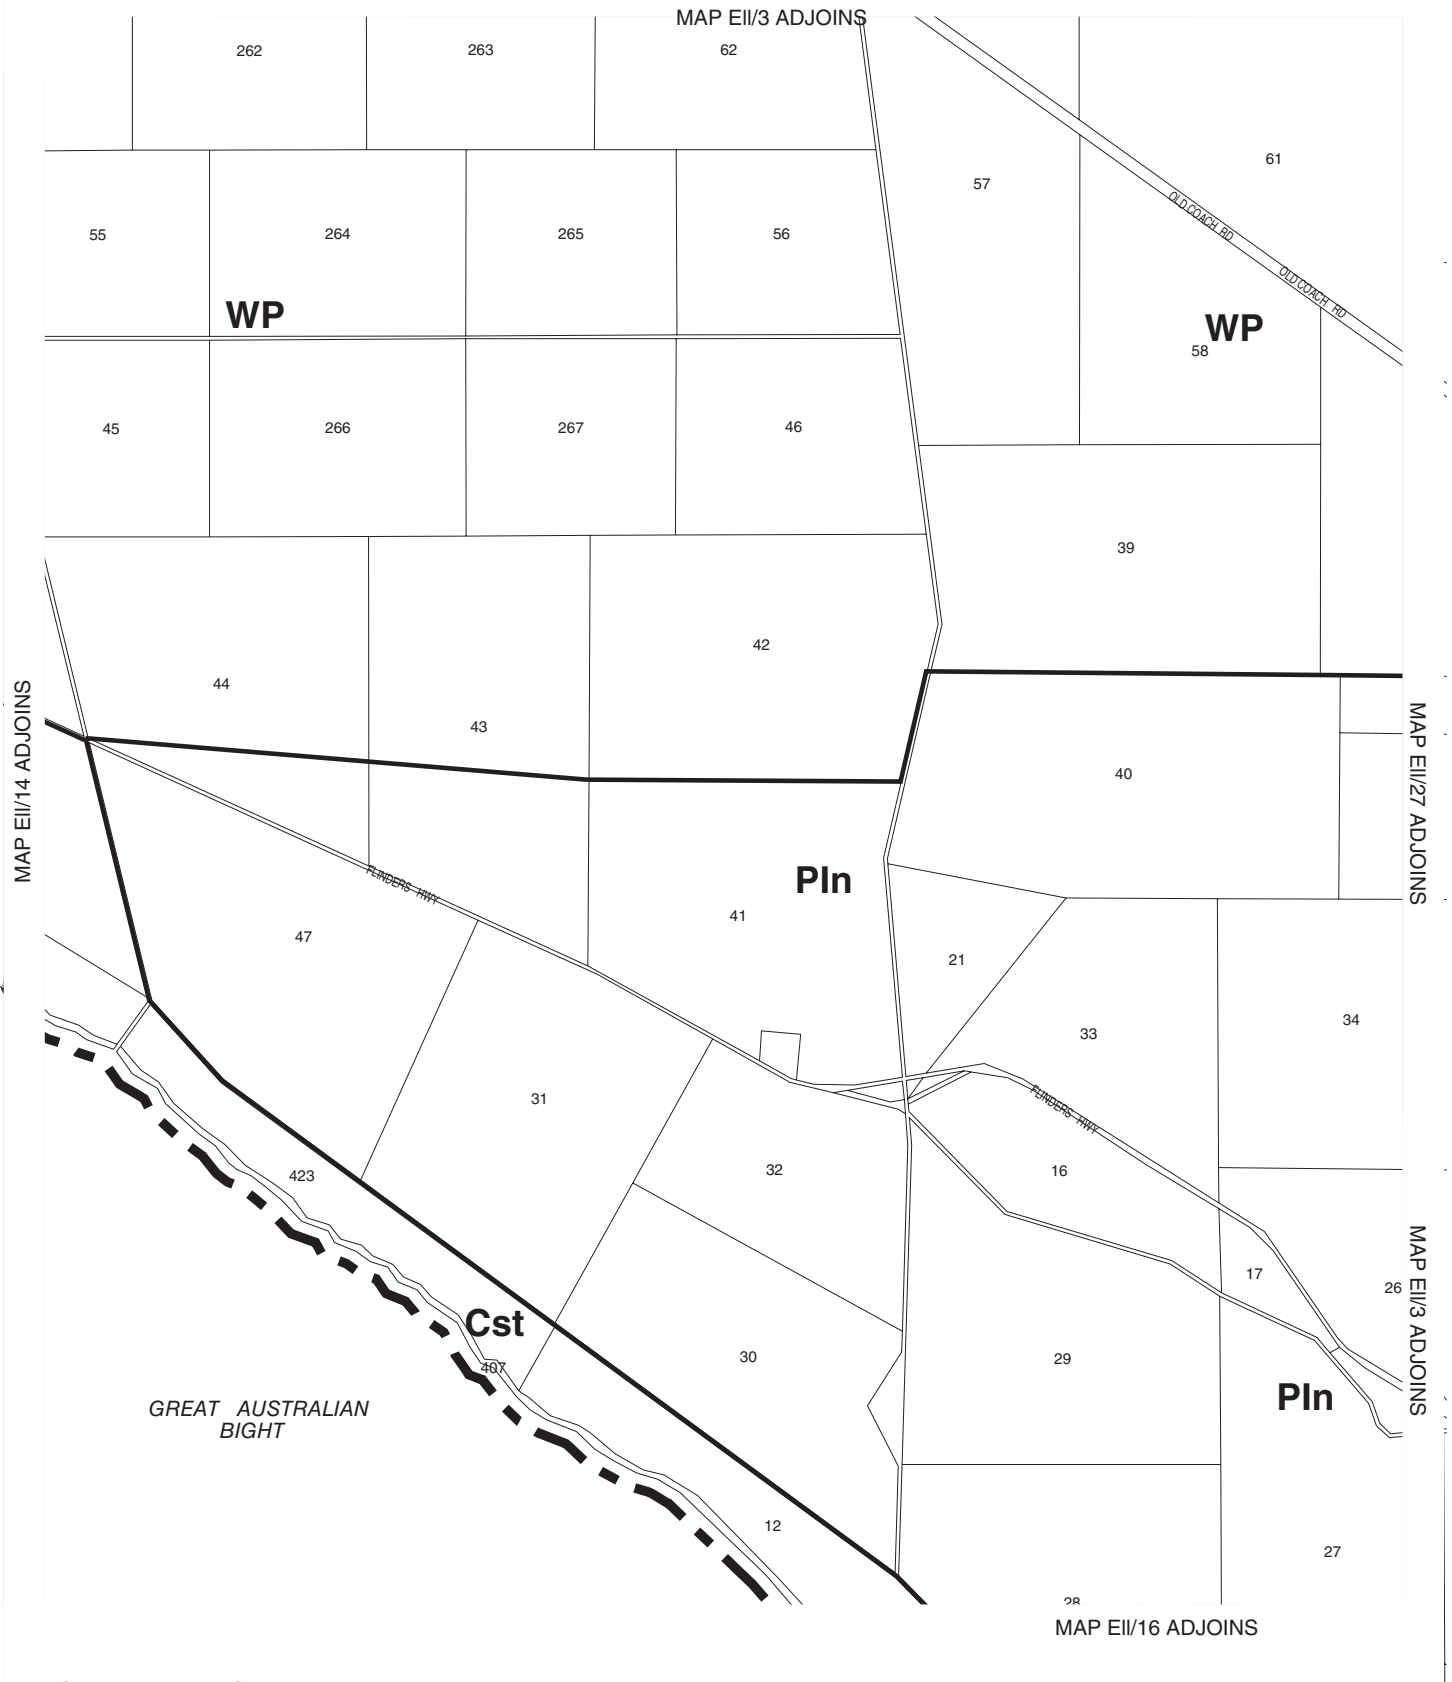 MAP EII/3 ADJOINS
262
263
62
61
57
OLD COACH RD
55
264
265
56
OLD COACH RD
WP
WP
58
45
266
267
46
39
42
44
43
MAP EII/14 ADJOINS
MAP EII/27 ADJOINS
40
Pln
FLINDERS HWY
41
47
21
34
33
31
FLINDERS HWY
32
16
423
17
26
MAP EII/3 ADJOINS
Cst
30
29
407
Pln
GREAT AUSTRALIAN
BIGHT
12
27
28
MAP EII/16 ADJOINS